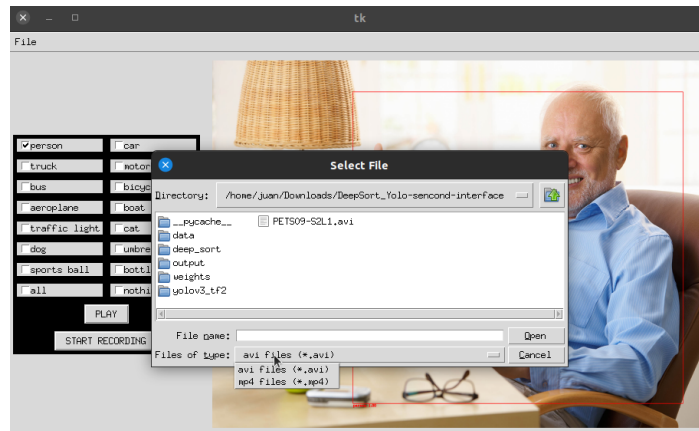 tk
File
person
car
truck
motor
bus
bicyc
aeroplane
boat
traffic light
cat
dog
umbre
sports ball
bottl
all
nothi
PLAY
START RECORDING
Select File
Directory: /home/juan/Downloads/DeepSort_Yolo-sencond-interface
__pycache__
data
deep_sort
output
weights
yolov3_tf2
PETS09-S2L1.avi
File name:
Open
Files of type: avi files (*.avi)
Cancel
avi files (*.avi)
mp4 files (*.mp4)